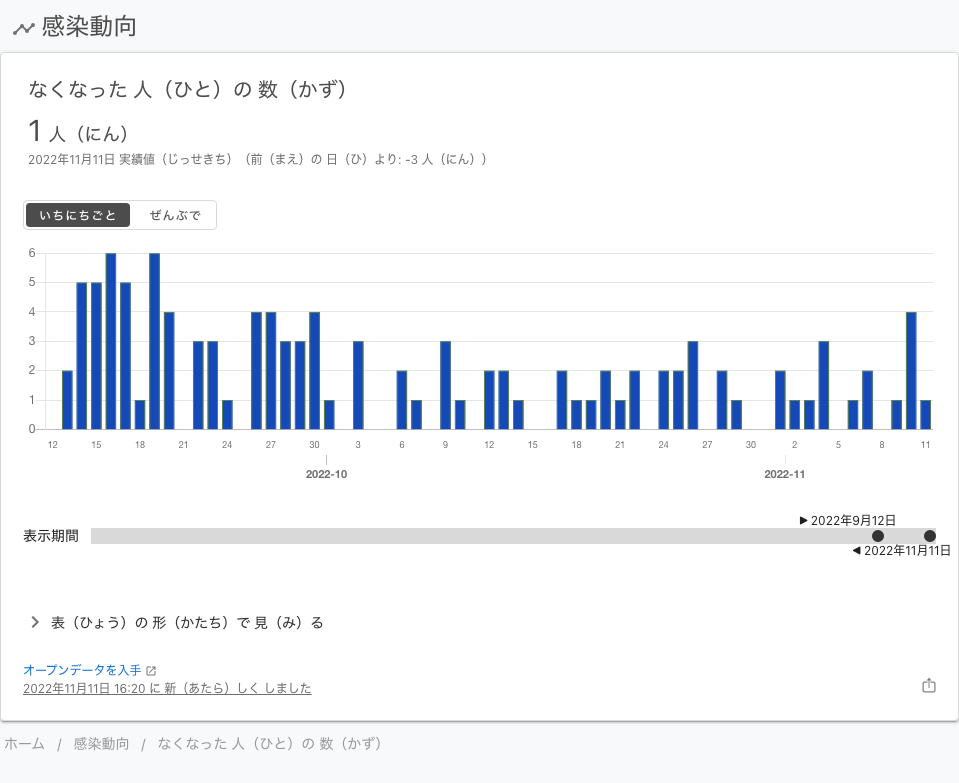 感染動向
なくなった 人（ひと）の 数（かず）
1 人（にん）
2022年11月11日 実績値（じっせきち）（前（まえ）の 日（ひ）より: -3 人（にん））
いちにちごと ぜんぶで
6
5
4
3
2
1
0
12 15 18 21 24 27 30 3 6 9 12 15 18 21 24 27 30 2 5 8 11
2022-10 2022-11
2022年9月12日
表示期間
2022年11月11日
表（ひょう）の 形（かたち）で 見（み）る
オープンデータを入手
2022年11月11日 16:20 に 新（あたら）しく しました
ホーム / 感染動向 / なくなった 人（ひと）の 数（かず）